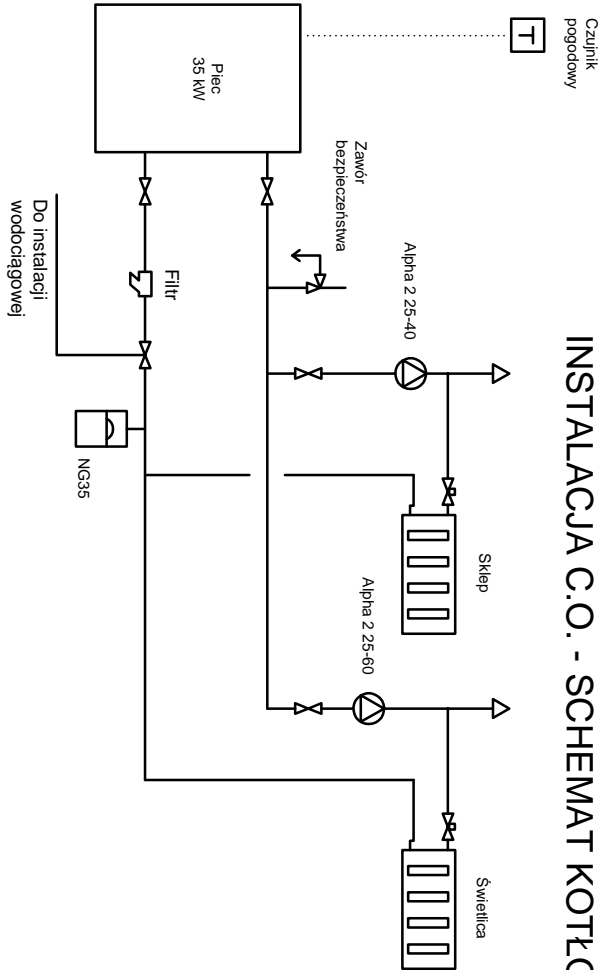 INSTALACJA C.O. - SCHEMAT
Czujnik
pogodowy
T
Piec
35 kW
Zawór
bezpieczeństwa
Alpha 2 25-40
Sklep
Alpha 2 25-60
Świetlica
Filtr
Do instalacji
wodociągowej
NG35